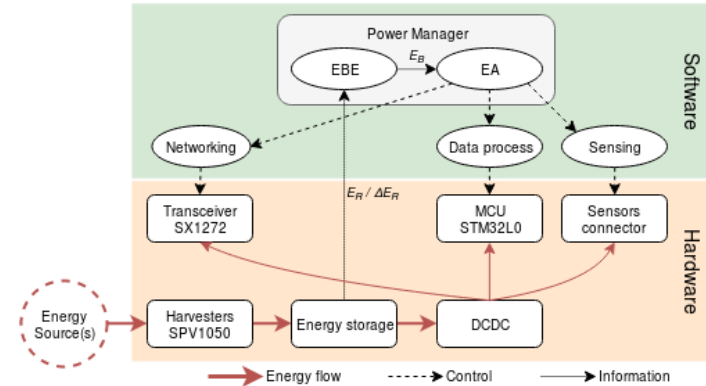 Power Manager
EBE
E_B
EA
Software
Networking
Data process
Sensing
E_R / ΔE_R
Transceiver
SX1272
MCU
STM32L0
Sensors
connector
Hardware
Energy
Source(s)
Harvesters
SPV1050
Energy storage
DCDC
Energy flow
Control
Information